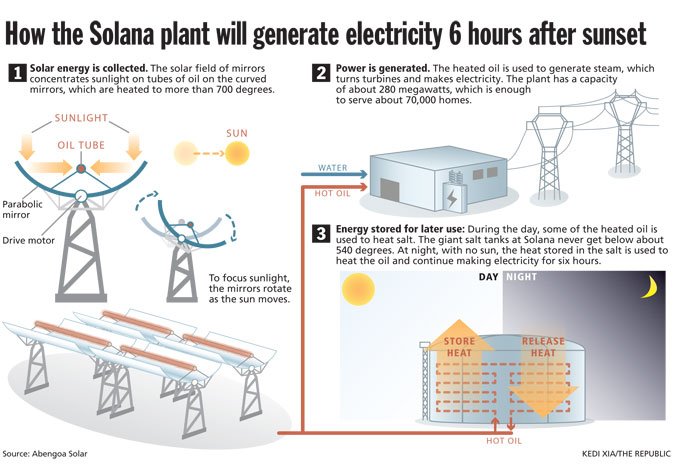 How the Solana plant will generate electricity 6 hours after sunset
1 Solar energy is collected. The solar field of mirrors
concentrates sunlight on tubes of oil on the curved
mirrors, which are heated to more than 700 degrees.
SUNLIGHT
OIL TUBE
SUN
Parabolic
mirror
Drive motor
To focus sunlight,
the mirrors rotate
as the sun moves.
2 Power is generated. The heated oil is used to generate steam, which
turns turbines and makes electricity. The plant has a capacity
of about 280 megawatts, which is enough
to serve about 70,000 homes.
WATER
HOT OIL
3 Energy stored for later use: During the day, some of the heated oil is
used to heat salt. The giant salt tanks at Solana never get below about
540 degrees. At night, with no sun, the heat stored in the salt is used to
heat the oil and continue making electricity for six hours.
DAY NIGHT
STORE
HEAT
RELEASE
HEAT
HOT OIL
Source: Abengoa Solar
KEDI XIA/THE REPUBLIC